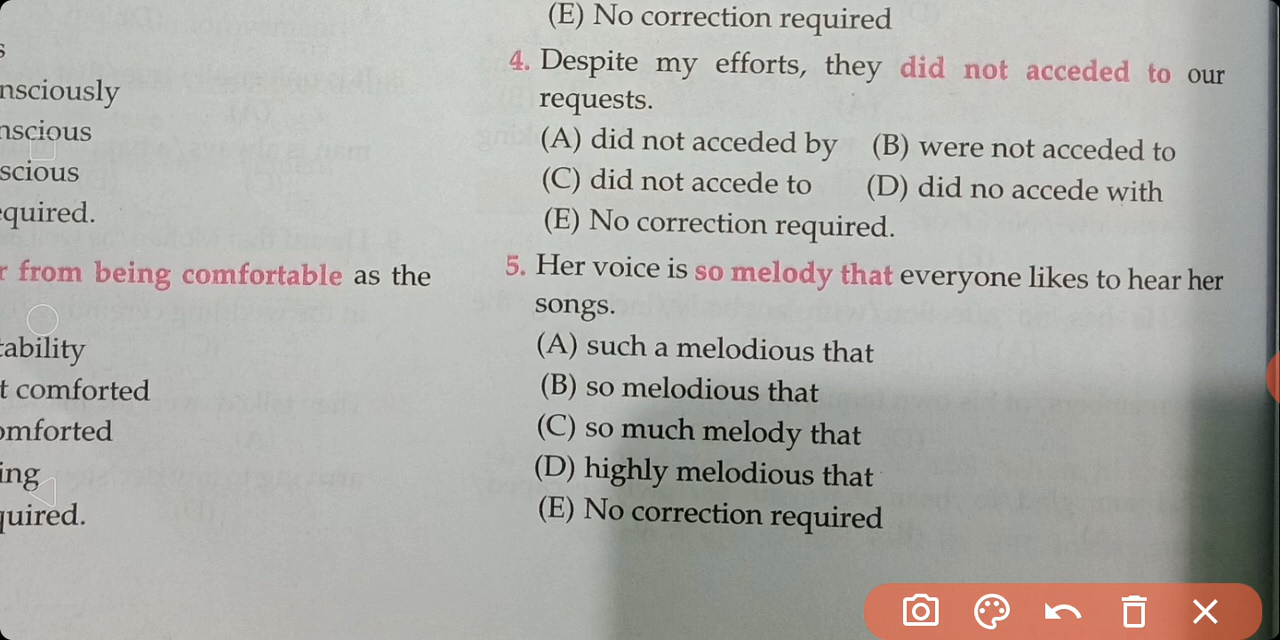 nsciously
nscious
scious
quired.
from being comfortable as the
tability
t comforted
omforted
ing
quired.
(E) No correction required
4. Despite my efforts, they did not acceded to our
requests.
(A) did not acceded by (B) were not acceded to
(C) did not accede to (D) did no accede with
(E) No correction required.
5. Her voice is so melody that everyone likes to hear her
songs.
(A) such a melodious that
(B) so melodious that
(C) so much melody that
(D) highly melodious that
(E) No correction required